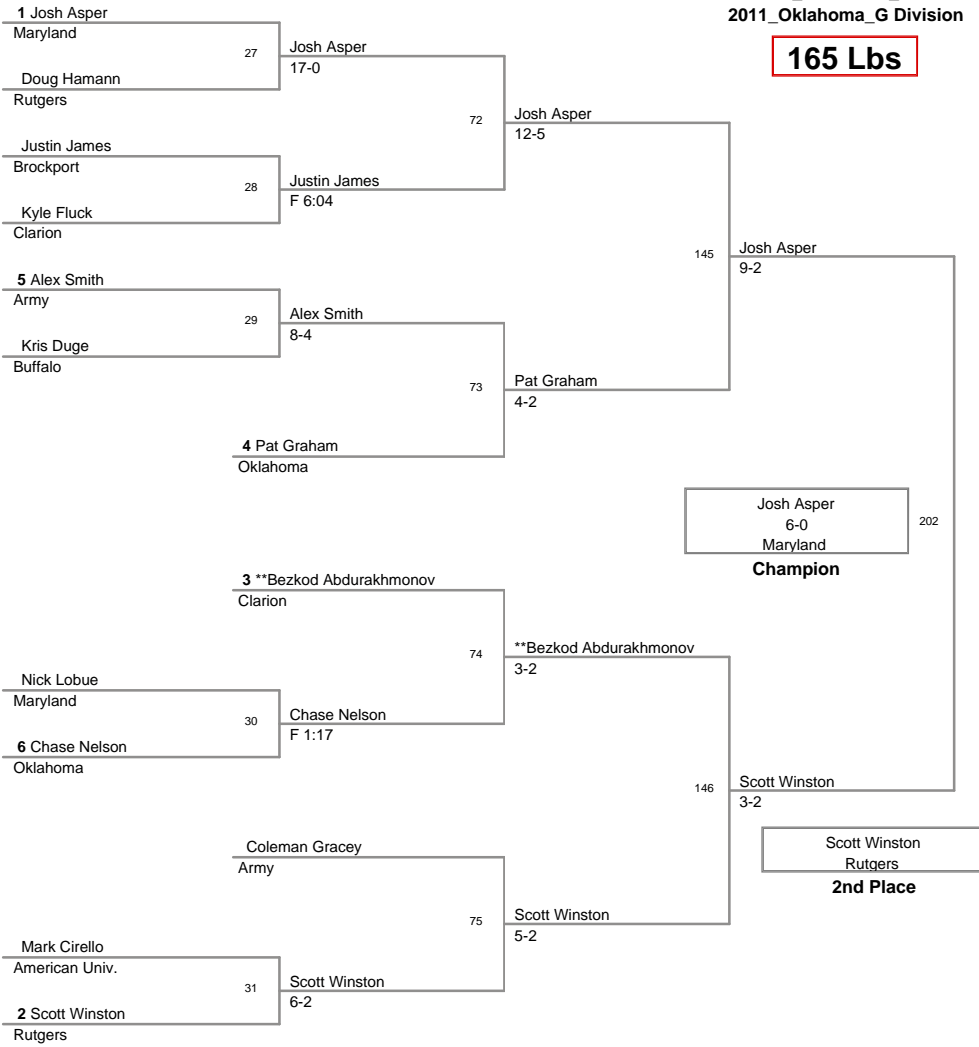 2011_Oklahoma_G Division
165 Lbs
1 Josh Asper
Maryland
27
Doug Hamann
Rutgers
Josh Asper
17-0
Justin James
Brockport
28
Kyle Fluck
Clarion
Justin James
F 6:04
72
Josh Asper
12-5
5 Alex Smith
Army
29
Kris Duge
Buffalo
Alex Smith
8-4
73
4 Pat Graham
Oklahoma
Pat Graham
4-2
145
Josh Asper
9-2
Josh Asper
6-0
Maryland
Champion
202
3 **Bezkod Abdurakhmonov
Clarion
74
Nick Lobue
Maryland
30
6 Chase Nelson
Oklahoma
Chase Nelson
F 1:17
**Bezkod Abdurakhmonov
3-2
146
Scott Winston
3-2
Coleman Gracey
Army
75
Mark Cirello
American Univ.
31
2 Scott Winston
Rutgers
Scott Winston
6-2
Scott Winston
5-2
Scott Winston
Rutgers
2nd Place